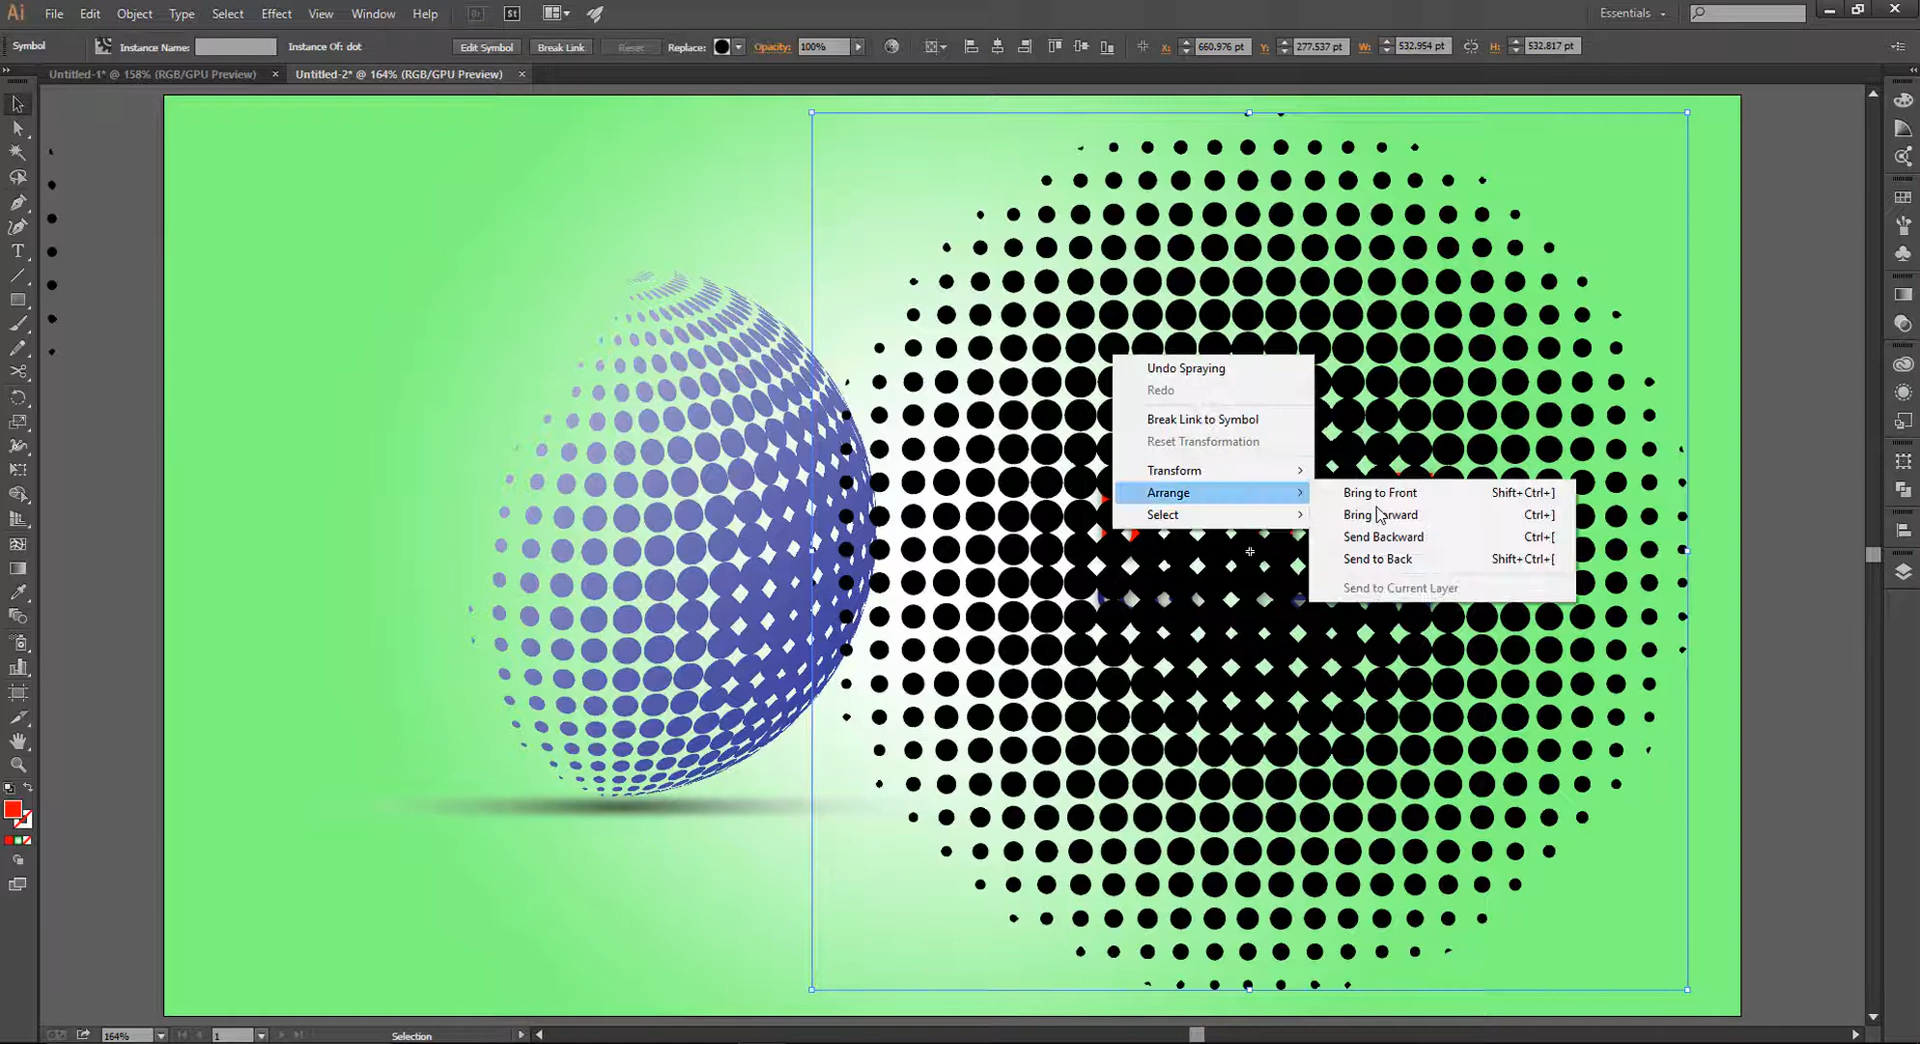 Ai File Edit Object Type Select Effect View Window Help Br St Essentials
Symbol Instance Name: Instance Of: dot Edit Symbol Break Link Reset Replace: Opacity: 100% X: 660.976 pt Y: 277.537 pt W: 532.954 pt H: 532.817 pt
Untitled-1* @ 158% (RGB/GPU Preview) × Untitled-2* @ 164% (RGB/GPU Preview) ×
Undo Spraying
Redo
Break Link to Symbol
Reset Transformation
Transform
Arrange
Select
Bring to Front Shift+Ctrl+]
Bring Forward Ctrl+]
Send Backward Ctrl+[
Send to Back Shift+Ctrl+[
Send to Current Layer
164% 1 Selection